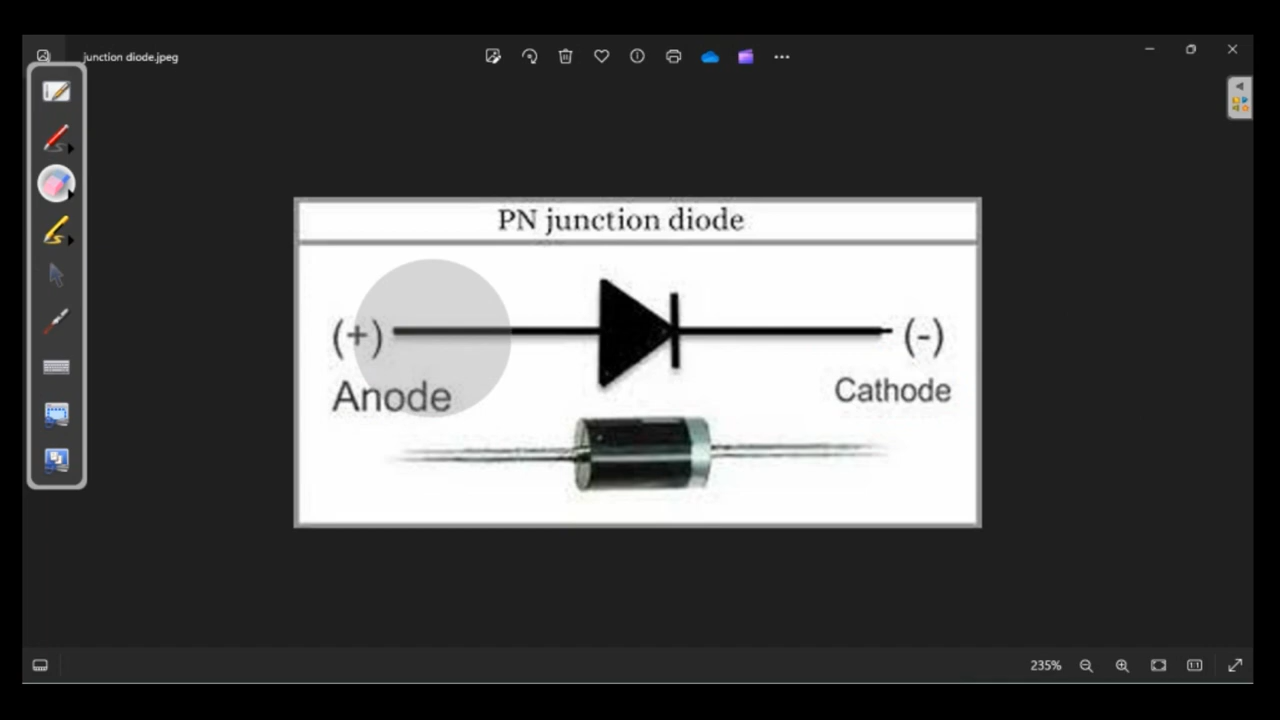 junction diode.jpeg
PN junction diode
(+)
(-)
Anode
Cathode
235%